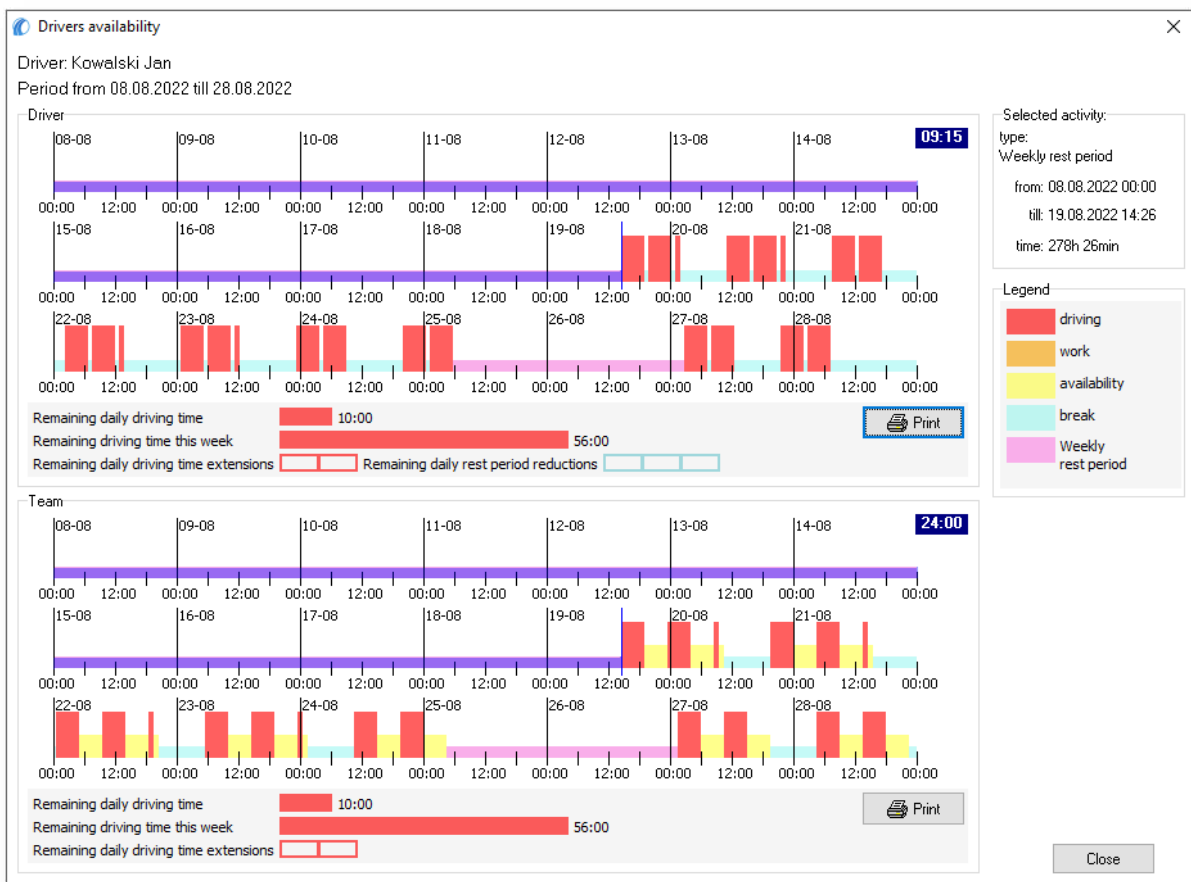 Drivers availability
Driver: Kowalski Jan
Period from 08.08.2022 till 28.08.2022
Driver
08-08 09-08 10-08 11-08 12-08 13-08 14-08 09:15
00:00 12:00 00:00 12:00 00:00 12:00 00:00 12:00 00:00 12:00 00:00 12:00 00:00 12:00 00:00
15-08 16-08 17-08 18-08 19-08 20-08 21-08
00:00 12:00 00:00 12:00 00:00 12:00 00:00 12:00 00:00 12:00 00:00 12:00 00:00 12:00 00:00
22-08 23-08 24-08 25-08 26-08 27-08 28-08
00:00 12:00 00:00 12:00 00:00 12:00 00:00 12:00 00:00 12:00 00:00 12:00 00:00 12:00 00:00
Remaining daily driving time 10:00
Print
Remaining driving time this week 56:00
Remaining daily driving time extensions Remaining daily rest period reductions
Selected activity:
type:
Weekly rest period
from: 08.08.2022 00:00
till: 19.08.2022 14:26
time: 278h 26min
Legend
driving
work
availability
break
Weekly
rest period
Team
08-08 09-08 10-08 11-08 12-08 13-08 14-08 24:00
00:00 12:00 00:00 12:00 00:00 12:00 00:00 12:00 00:00 12:00 00:00 12:00 00:00 12:00 00:00
15-08 16-08 17-08 18-08 19-08 20-08 21-08
00:00 12:00 00:00 12:00 00:00 12:00 00:00 12:00 00:00 12:00 00:00 12:00 00:00 12:00 00:00
22-08 23-08 24-08 25-08 26-08 27-08 28-08
00:00 12:00 00:00 12:00 00:00 12:00 00:00 12:00 00:00 12:00 00:00 12:00 00:00 12:00 00:00
Remaining daily driving time 10:00
Print
Remaining driving time this week 56:00
Remaining daily driving time extensions
Close